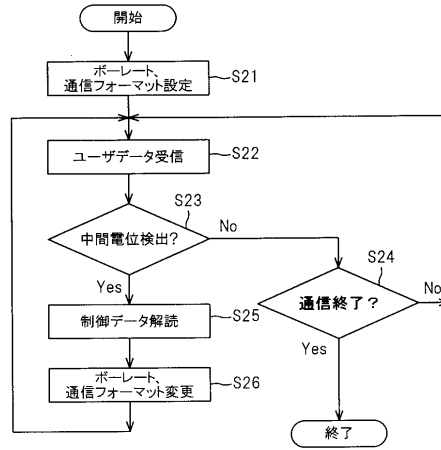 開始
ボーレート、
通信フォーマット設定
S21
ユーザデータ受信
S22
S23
中間電位検出?
No
Yes
S24
通信終了?
No
Yes
制御データ解読
S25
ボーレート、
通信フォーマット変更
S26
終了